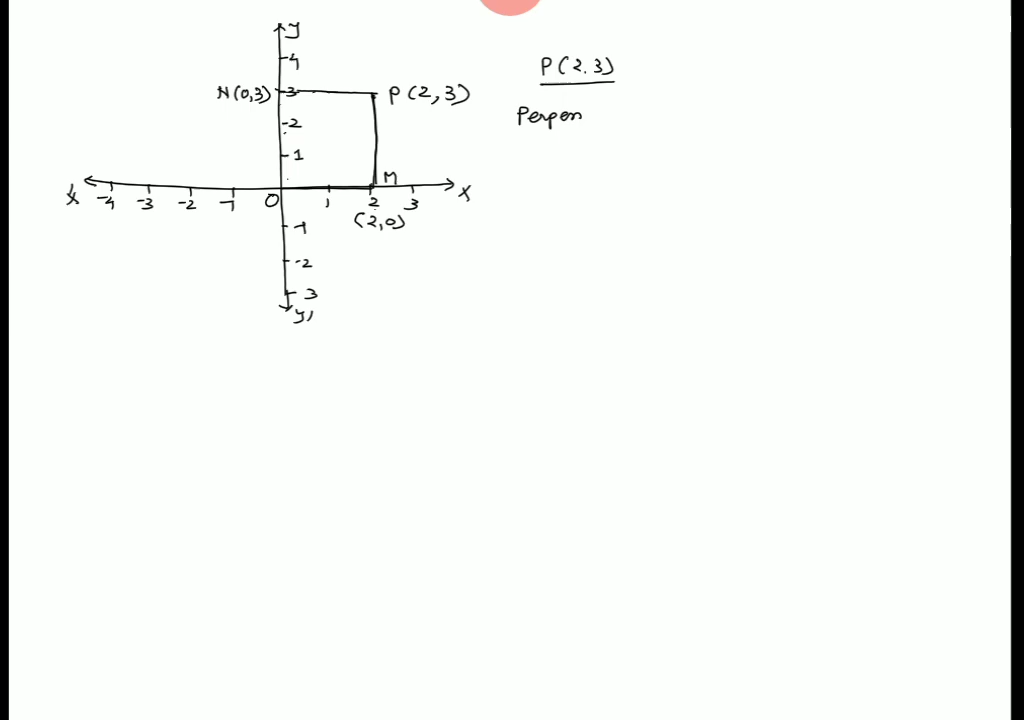 y
4
N(0,3) 3 P(2,3)
2
1
M
X -4 -3 -2 -1 0 1 2 3 X
(2,0)
-1
-2
3
y'
P(2.3)
Perpen